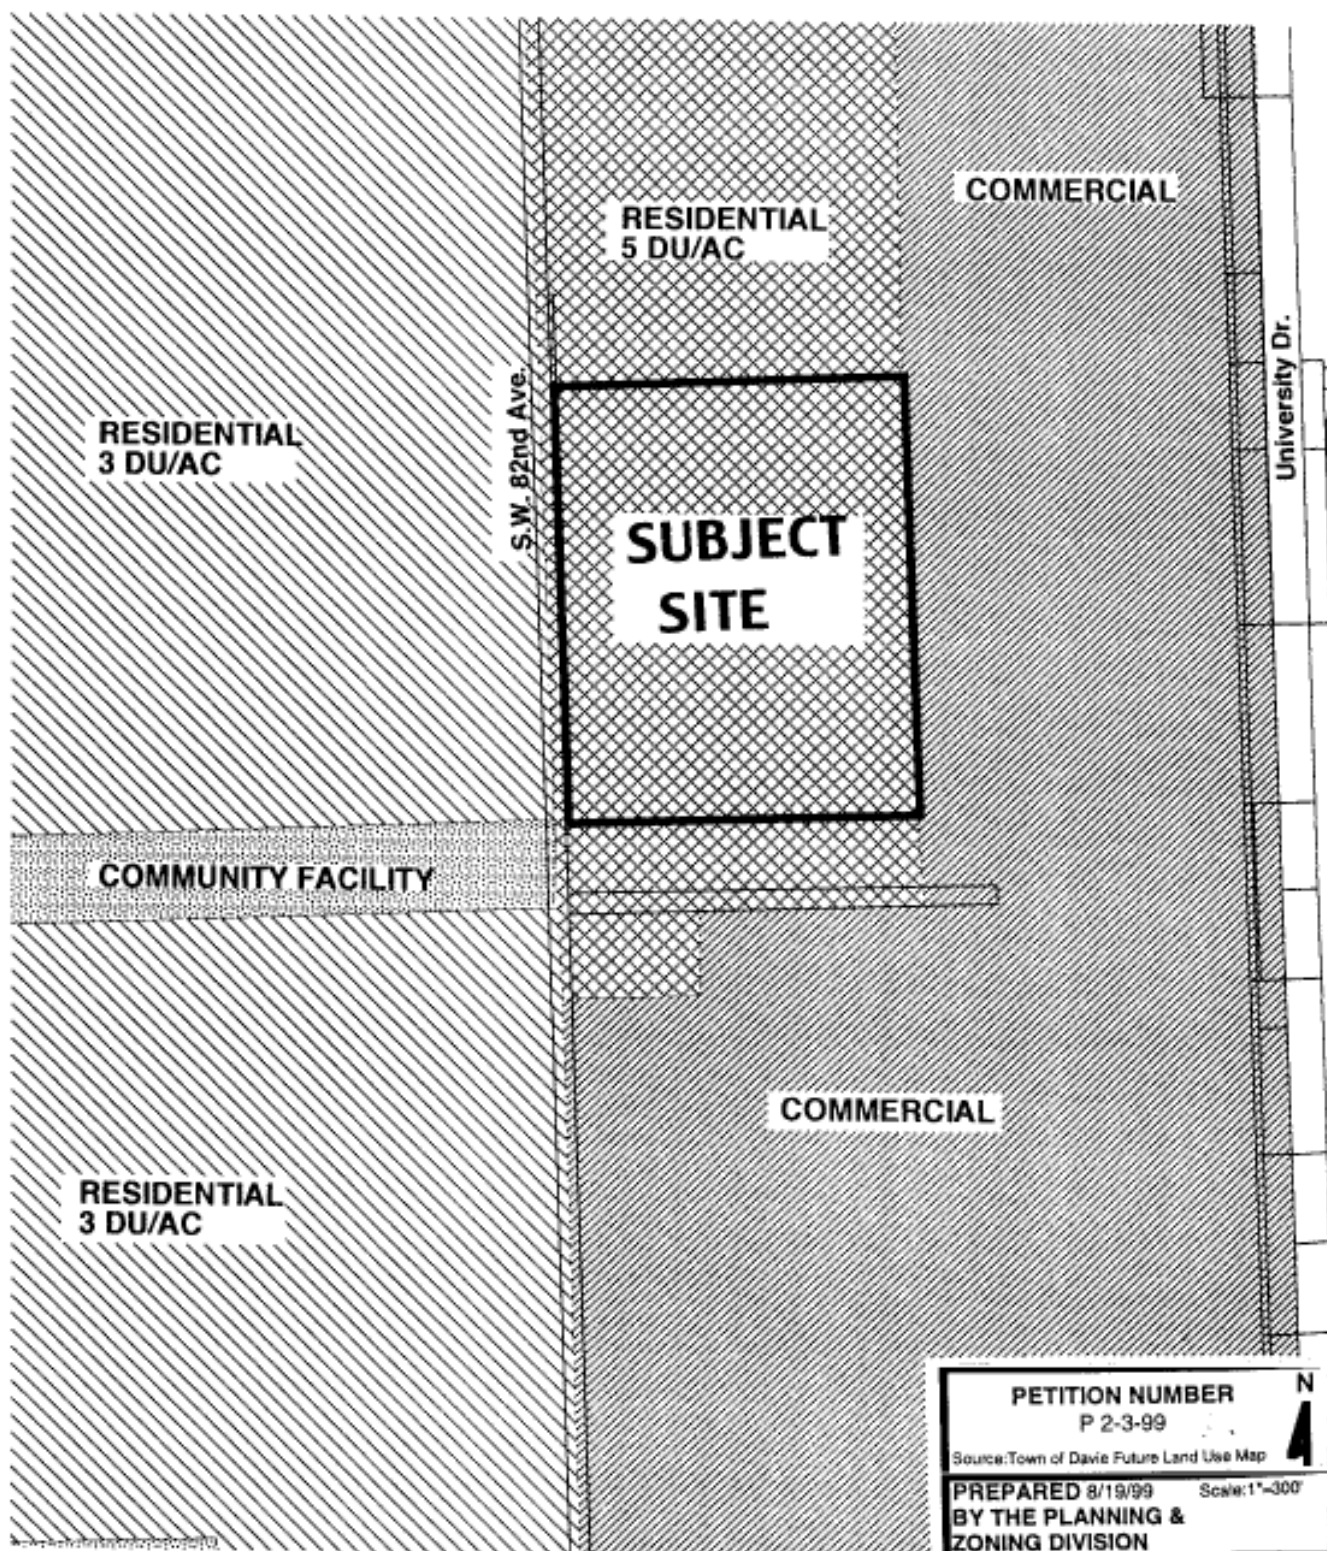 COMMERCIAL
RESIDENTIAL
5 DU/AC
University Dr.
S.W. 82nd Ave.
RESIDENTIAL
3 DU/AC
SUBJECT
SITE
COMMUNITY FACILITY
COMMERCIAL
RESIDENTIAL
3 DU/AC
PETITION NUMBER
N
P 2-3-99
Source:Town of Davie Future Land Use Map
PREPARED 8/19/99 Scale:1"=300'
BY THE PLANNING &
ZONING DIVISION